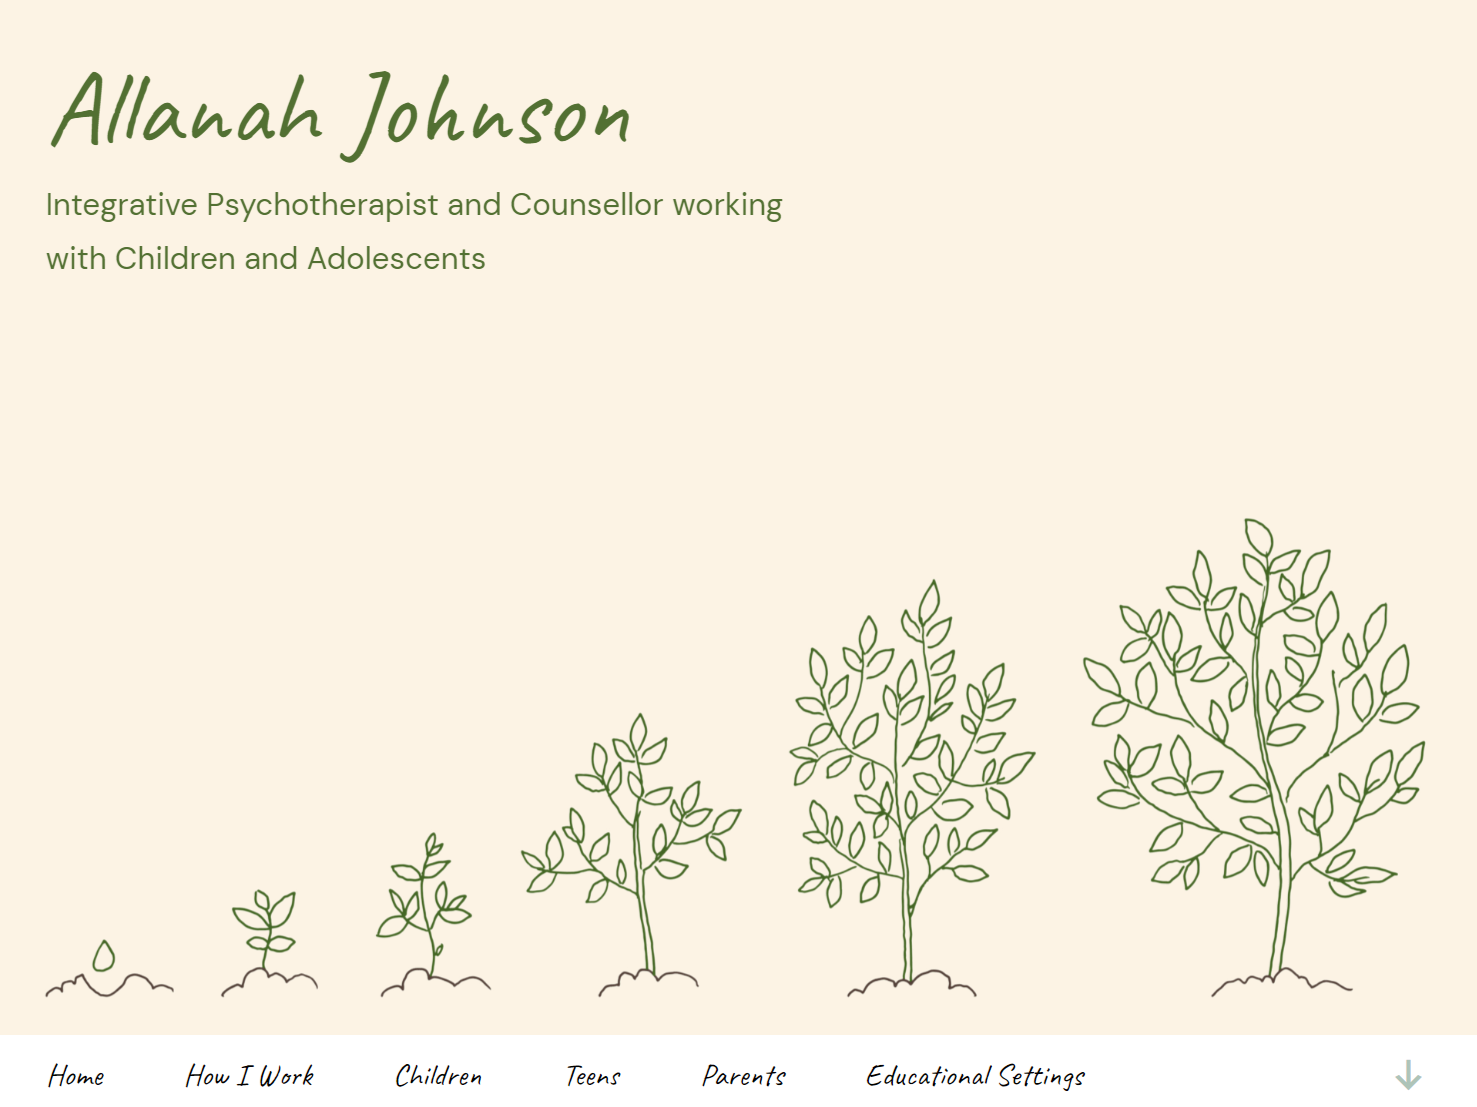 Allanah Johnson
Integrative Psychotherapist and Counsellor working
with Children and Adolescents
Home How I Work Children Teens Parents Educational Settings